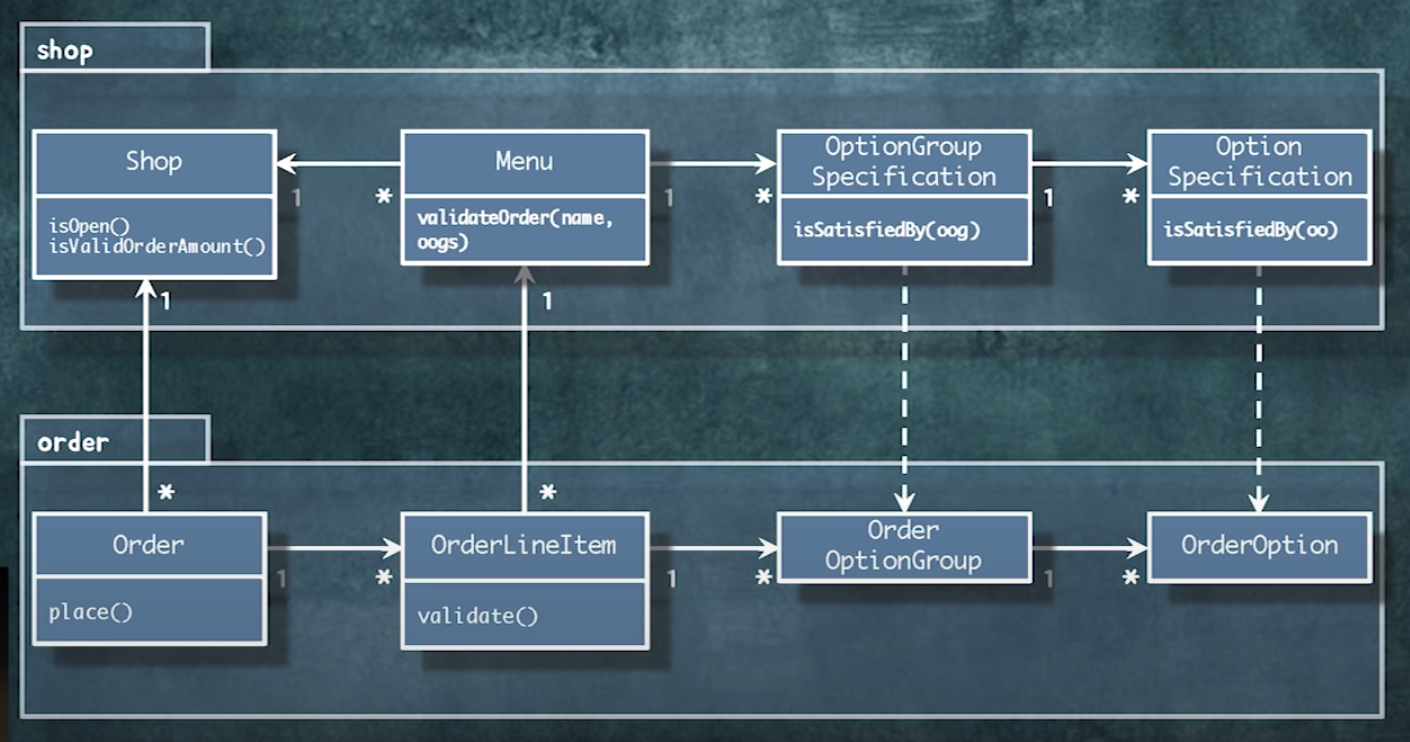 shop
Shop
isOpen()
isValidOrderAmount()
1
*
Menu
validateOrder(name,
oogs)
1
*
OptionGroup
Specification
isSatisfiedBy(oog)
1
*
Option
Specification
isSatisfiedBy(oo)
1
1
order
*
*
Order
place()
1
*
OrderLineItem
validate()
1
*
Order
OptionGroup
1
*
OrderOption